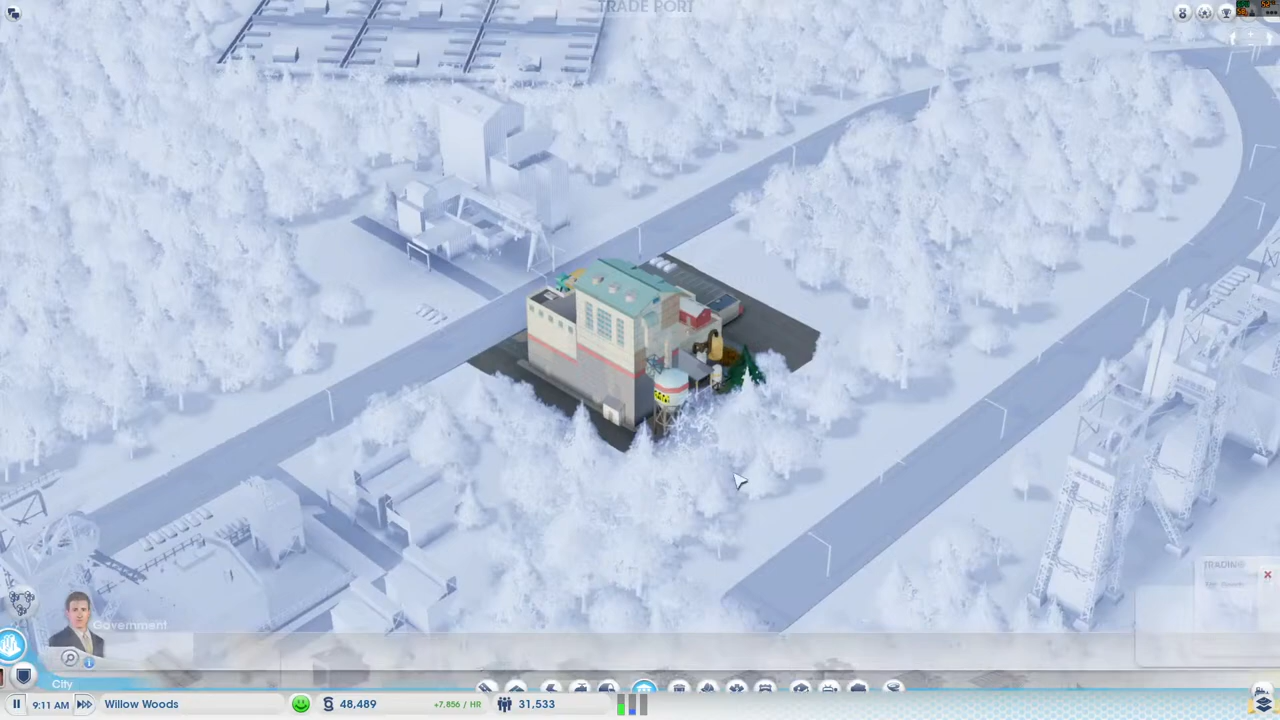 TRADE PORT
TRADING
Government
City
9:11 AM
Willow Woods
48,489
+7,856 / HR
31,533